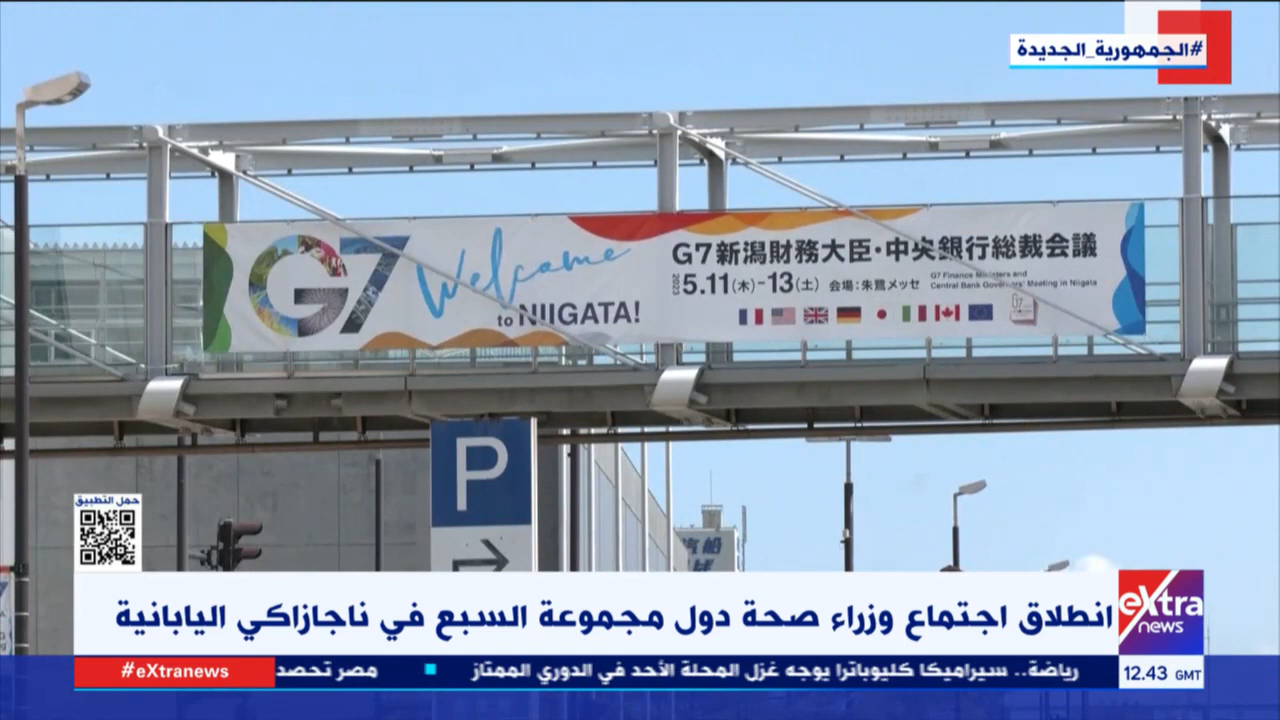 #الجمهورية_الجديدة
G7
Welcome
to NIIGATA!
G7新潟財務大臣・中央銀行総裁会議
2023 5.11(木)-13(土) 会場:朱鷺メッセ
G7 Finance Ministers and
Central Bank Governors' Meeting in Niigata
P
حمل التطبيق
汽船
انطلاق اجتماع وزراء صحة دول مجموعة السبع في ناجازاكي اليابانية
eXtra
news
#eXtranews
رياضة.. سيراميكا كليوباترا يوجه غزل المحلة الأحد في الدوري الممتاز
مصر تحصد
12.43 GMT